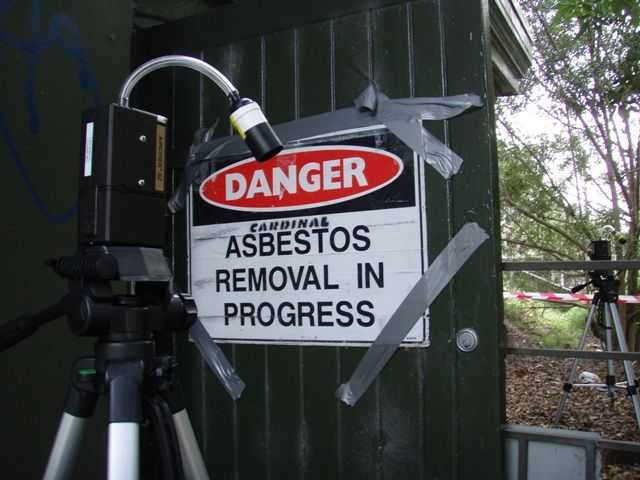 DANGER
CARDINAL
ASBESTOS
REMOVAL IN
PROGRESS